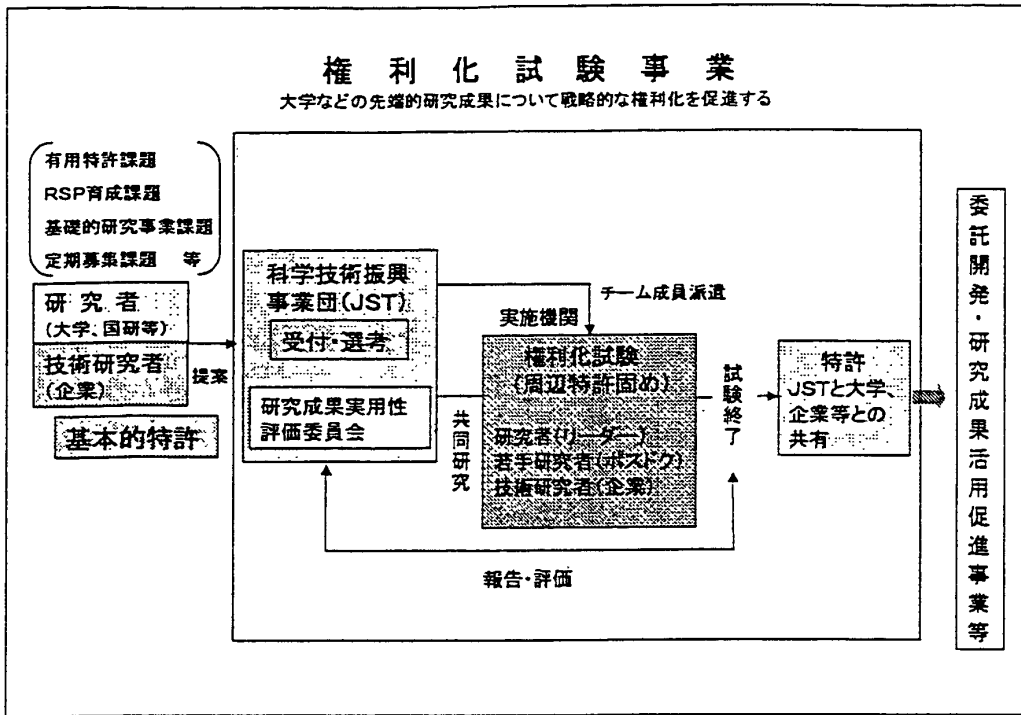 権利化試験事業
大学などの先端的研究成果について戦略的な権利化を促進する
有用特許課題
RSP育成課題
基礎的研究事業課題
定期募集課題 等
研究者
(大学、国研等)
技術研究者
(企業)
基本的特許
提案
科学技術振興
事業団(JST)
受付・選考
研究成果実用性
評価委員会
チーム成員派遣
実施機関
共同研究
権利化試験
(周辺特許固め)
研究者(リーダー)
若手研究者(ポスドク)
技術研究者(企業)
試験終了
報告・評価
特許
JSTと大学、
企業等との
共有
委託開発・研究成果活用促進事業等